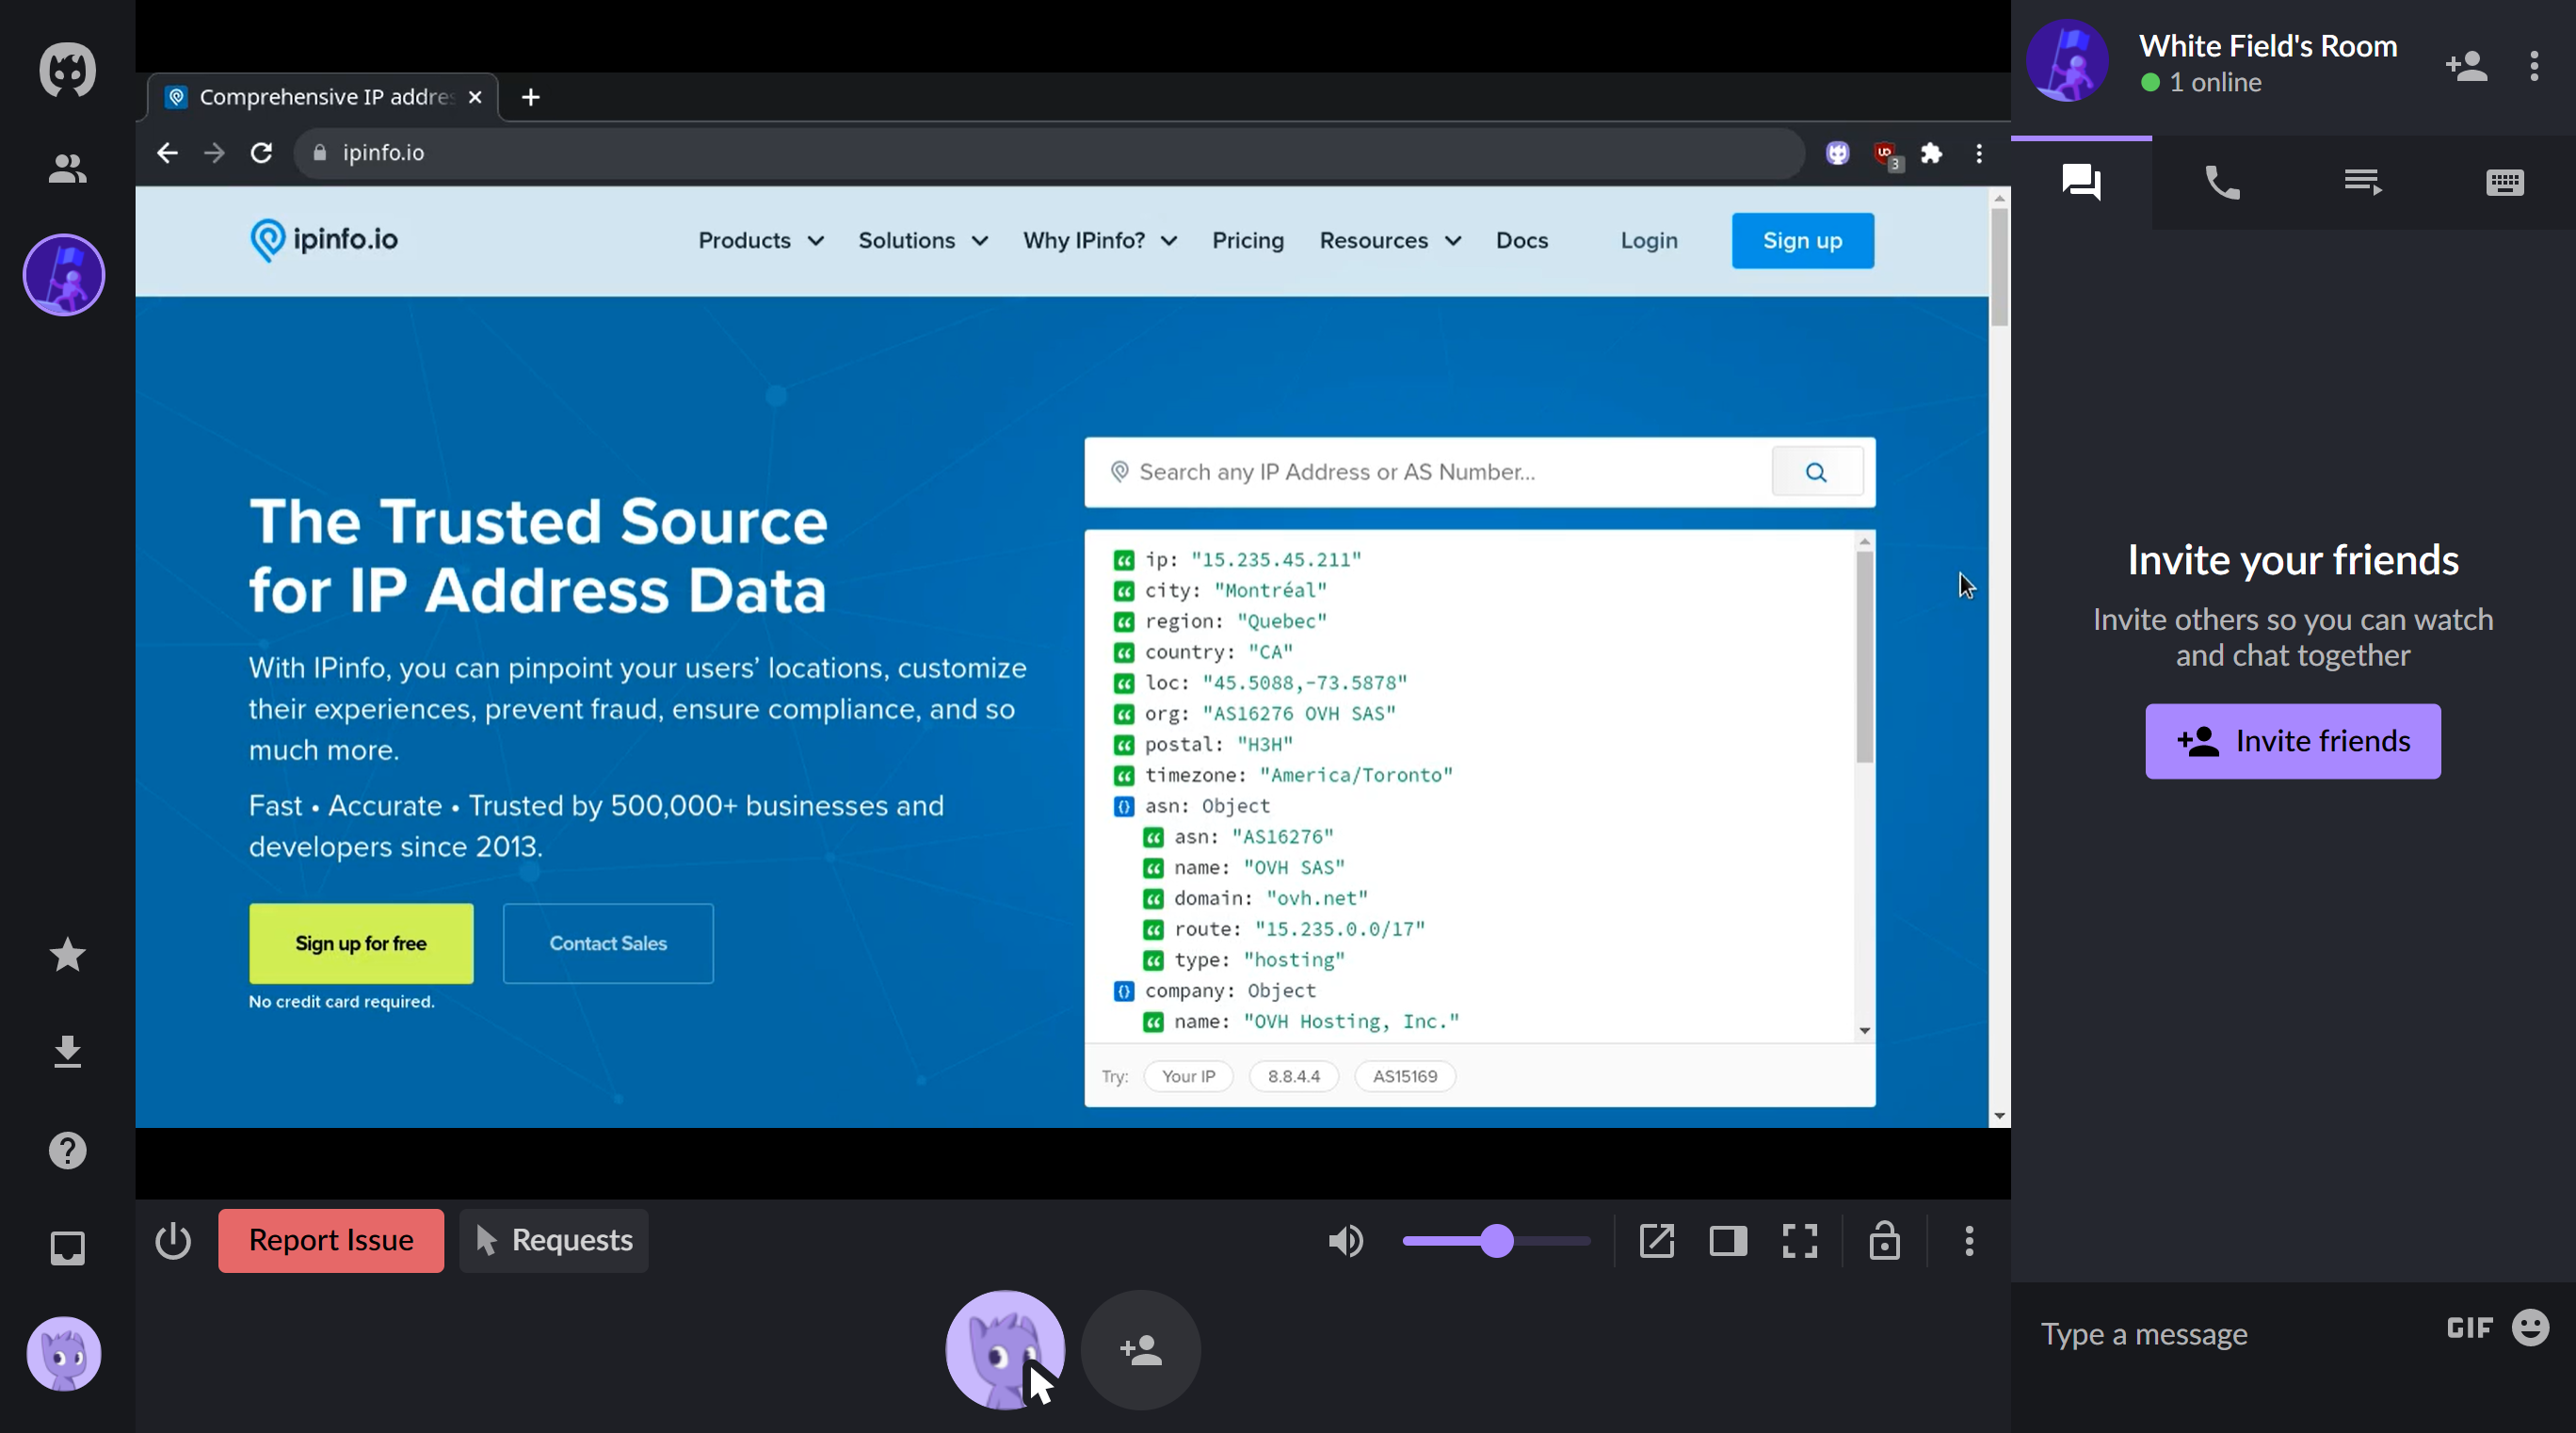 Comprehensive IP addres
ipinfo.io
3
ipinfo.io
Products
Solutions
Why IPinfo?
Pricing
Resources
Docs
Login
Sign up
The Trusted Source
for IP Address Data
With IPinfo, you can pinpoint your users’ locations, customize
their experiences, prevent fraud, ensure compliance, and so
much more.
Fast • Accurate • Trusted by 500,000+ businesses and
developers since 2013.
Sign up for free
Contact Sales
No credit card required.
Search any IP Address or AS Number...
ip: "15.235.45.211"
city: "Montréal"
region: "Quebec"
country: "CA"
loc: "45.5088,-73.5878"
org: "AS16276 OVH SAS"
postal: "H3H"
timezone: "America/Toronto"
{} asn: Object
asn: "AS16276"
name: "OVH SAS"
domain: "ovh.net"
route: "15.235.0.0/17"
type: "hosting"
{} company: Object
name: "OVH Hosting, Inc."
Try:
Your IP
8.8.4.4
AS15169
Report Issue
Requests
White Field's Room
1 online
Invite your friends
Invite others so you can watch
and chat together
Invite friends
Type a message
GIF